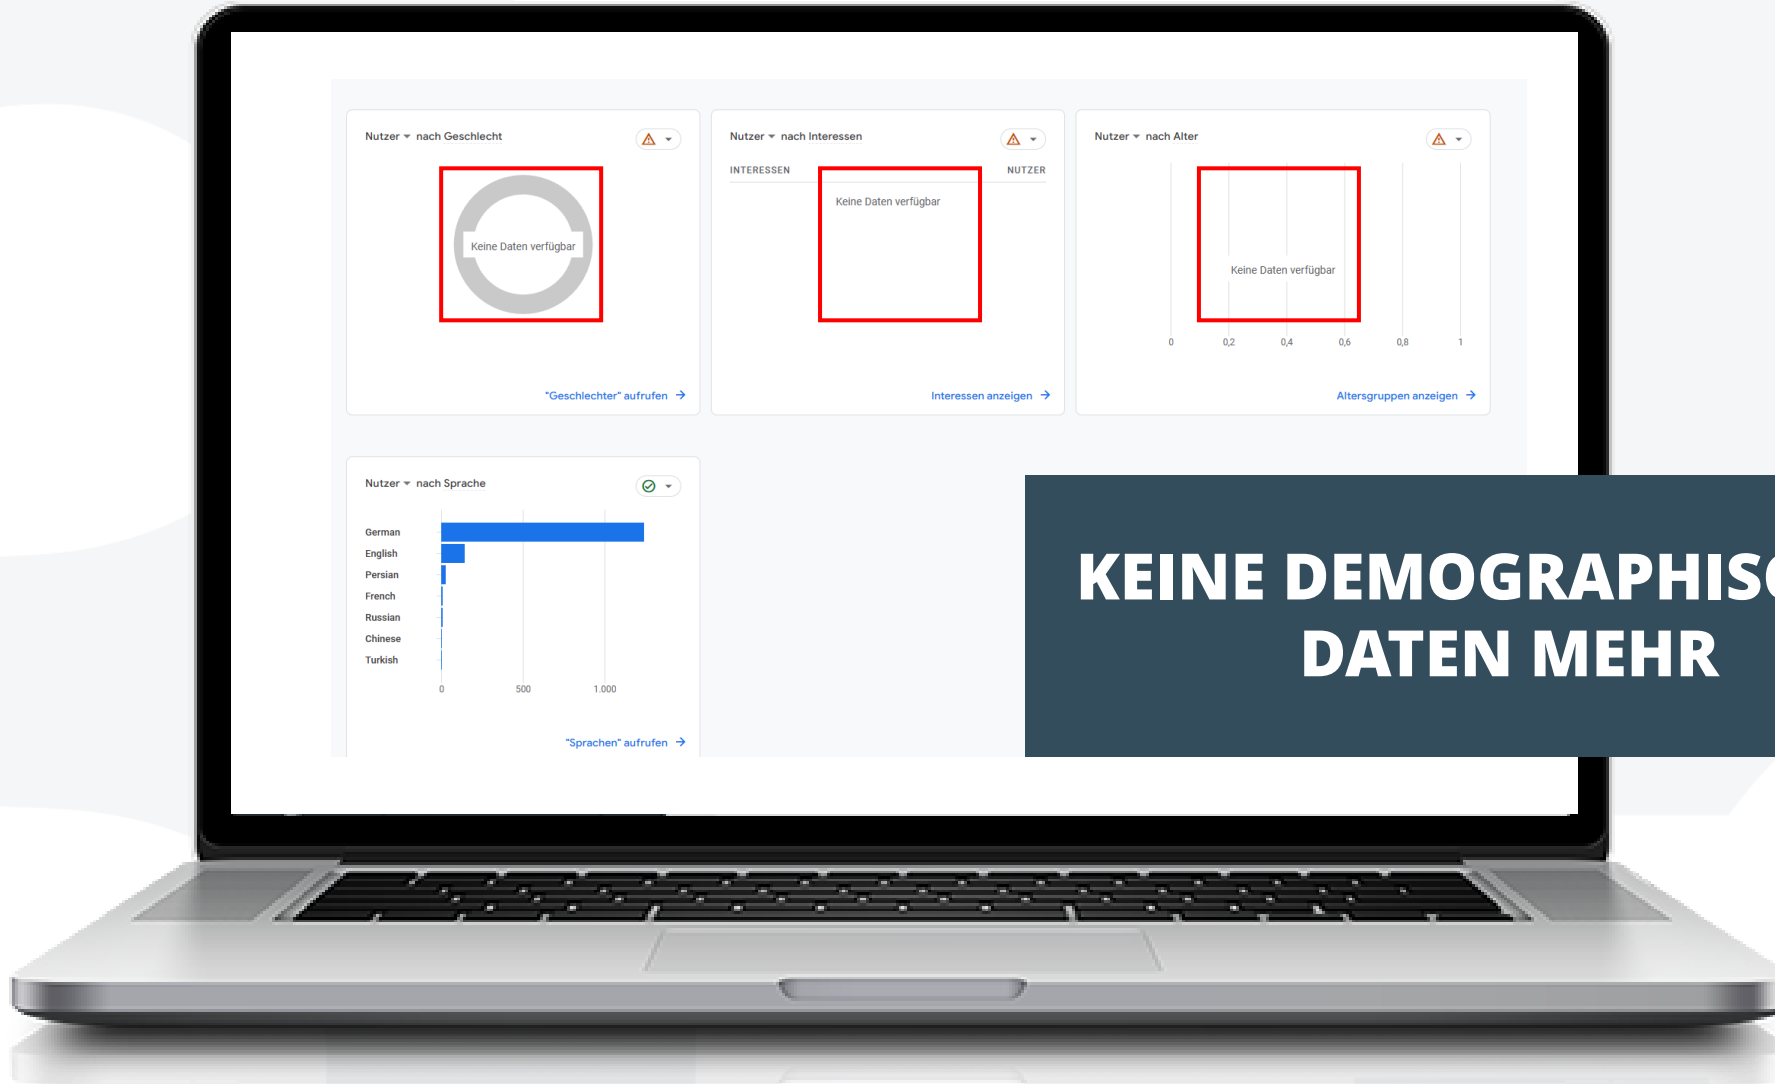 Nutzer nach Geschlecht
Keine Daten verfügbar
"Geschlechter" aufrufen →
Nutzer nach Interessen
INTERESSEN NUTZER
Keine Daten verfügbar
Interessen anzeigen →
Nutzer nach Alter
Keine Daten verfügbar
0 0,2 0,4 0,6 0,8 1
Altersgruppen anzeigen →
Nutzer nach Sprache
German
English
Persian
French
Russian
Chinese
Turkish
0 500 1.000
"Sprachen" aufrufen →
KEINE DEMOGRAPHISC
DATEN MEHR